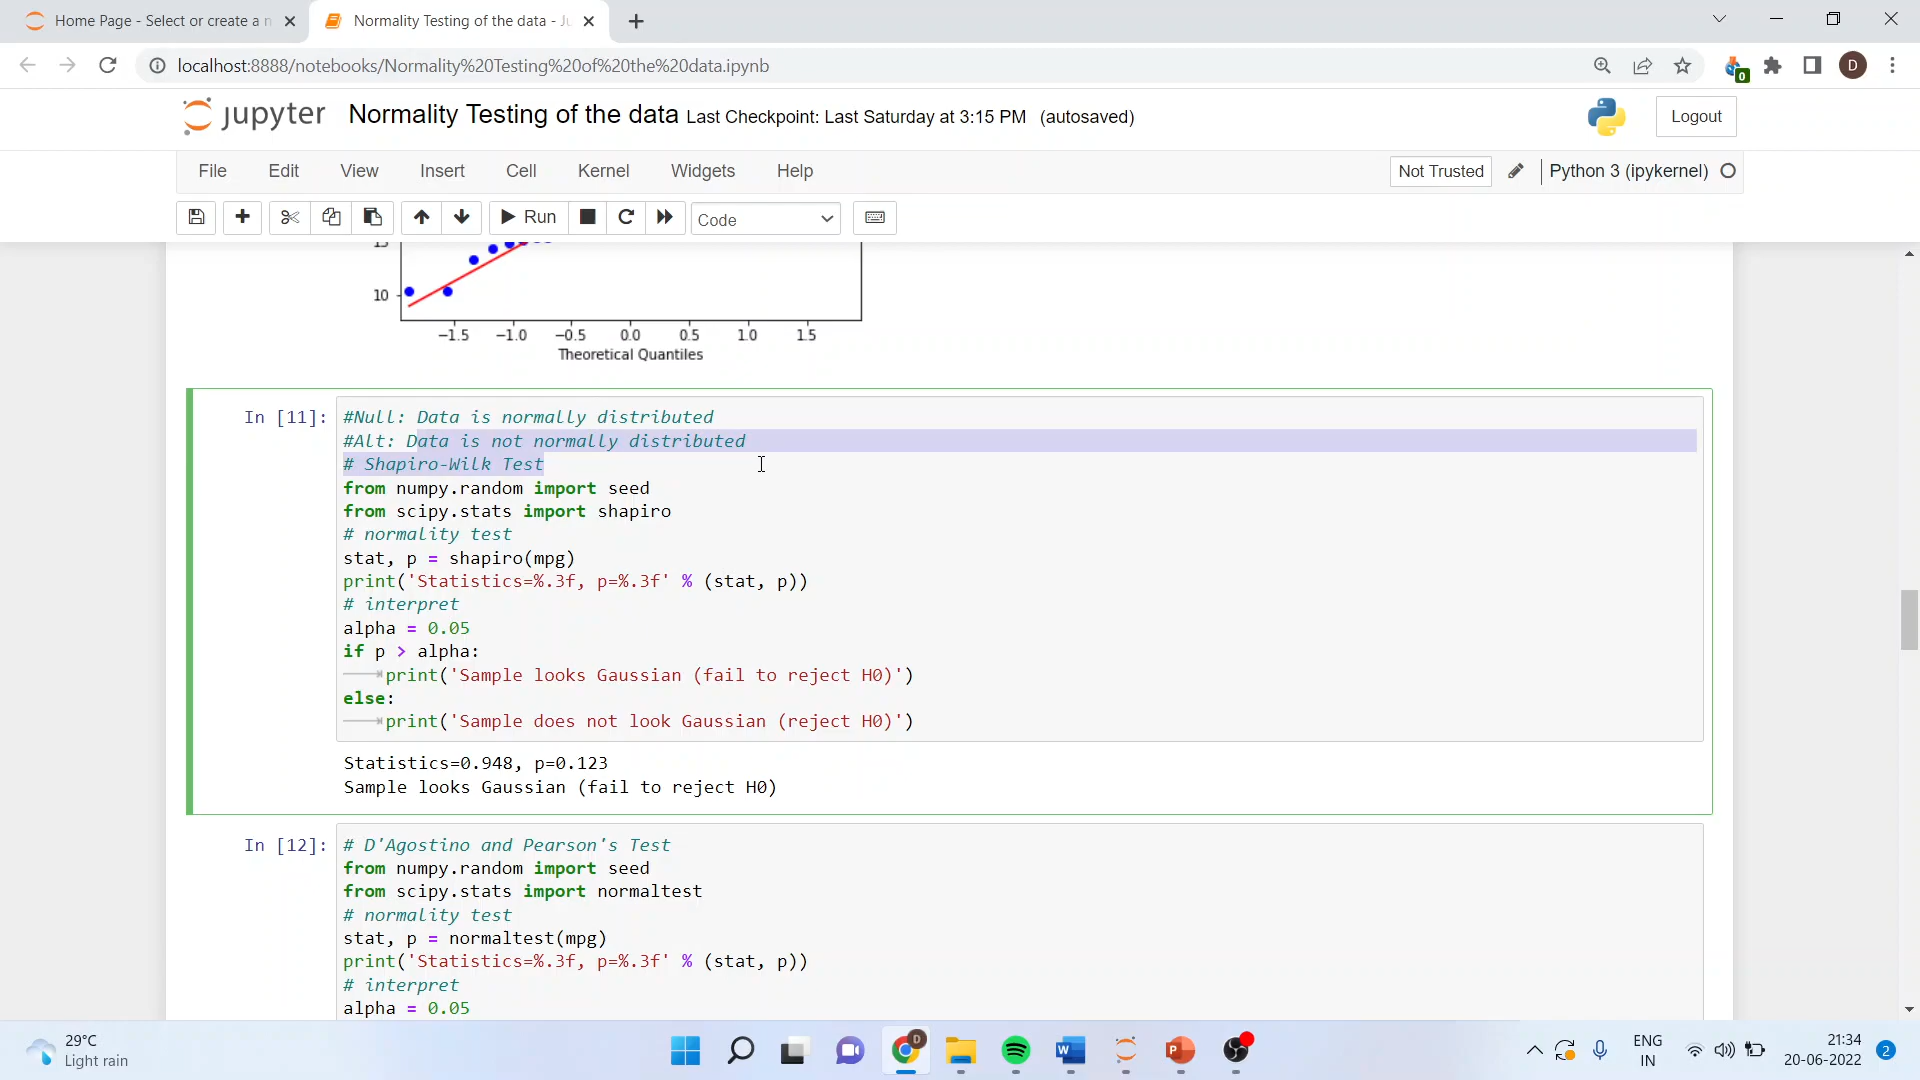 Home Page - Select or create a n
Normality Testing of the data - Ju
localhost:8888/notebooks/Normality%20Testing%20of%20the%20data.ipynb
0
D
jupyter
Normality Testing of the data Last Checkpoint: Last Saturday at 3:15 PM (autosaved)
Logout
File Edit View Insert Cell Kernel Widgets Help
Not Trusted
Python 3 (ipykernel)
Run
Code
15
10
−1.5 −1.0 −0.5 0.0 0.5 1.0 1.5
Theoretical Quantiles
In [11]:
#Null: Data is normally distributed
#Alt: Data is not normally distributed
# Shapiro-Wilk Test
from numpy.random import seed
from scipy.stats import shapiro
# normality test
stat, p = shapiro(mpg)
print('Statistics=%.3f, p=%.3f' % (stat, p))
# interpret
alpha = 0.05
if p > alpha:
print('Sample looks Gaussian (fail to reject H0)')
else:
print('Sample does not look Gaussian (reject H0)')
Statistics=0.948, p=0.123
Sample looks Gaussian (fail to reject H0)
In [12]:
# D'Agostino and Pearson's Test
from numpy.random import seed
from scipy.stats import normaltest
# normality test
stat, p = normaltest(mpg)
print('Statistics=%.3f, p=%.3f' % (stat, p))
# interpret
alpha = 0.05
29°C
Light rain
D
W
P
ENG
IN
21:34
20-06-2022
2